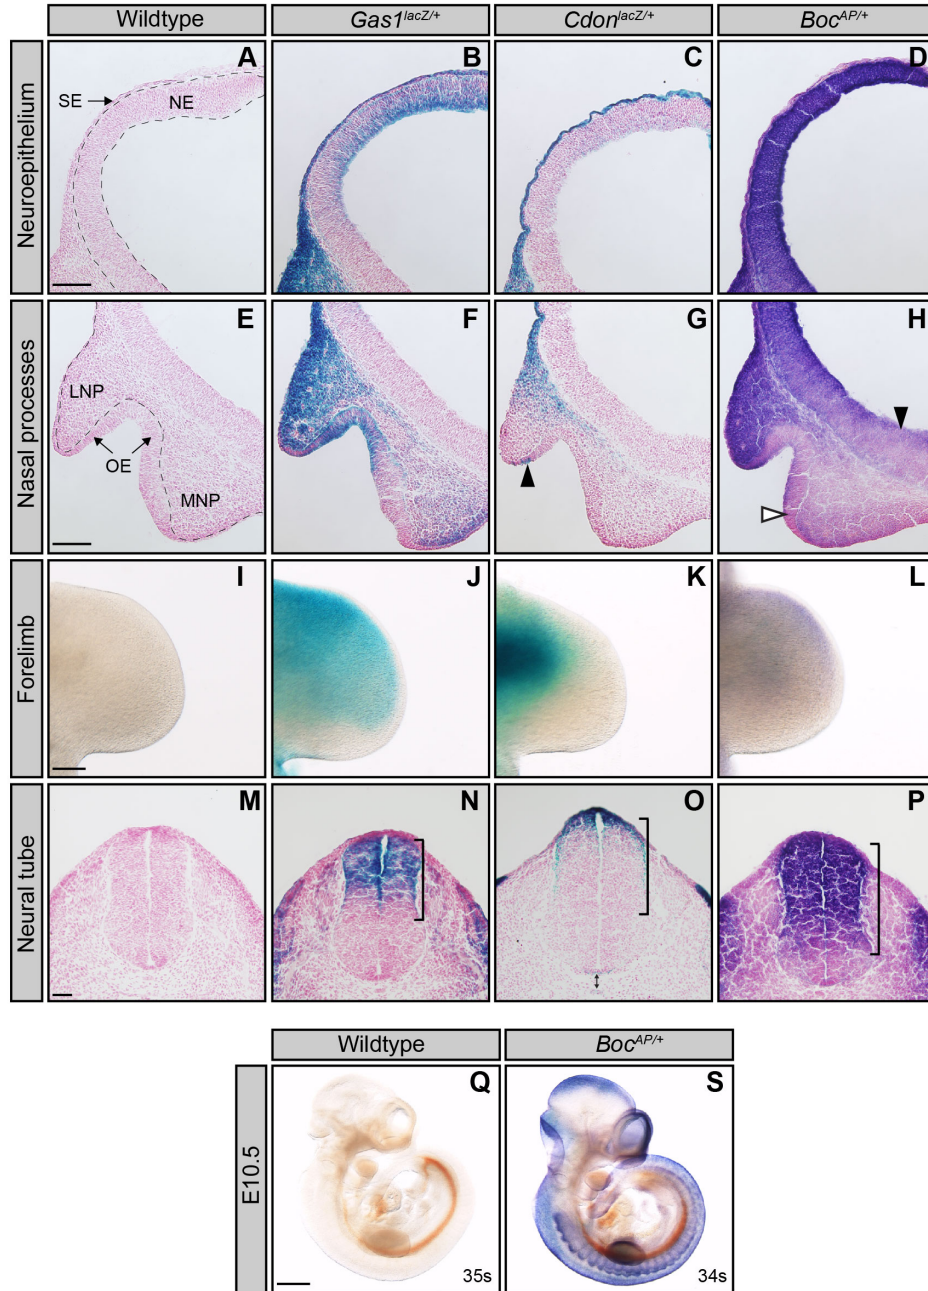 Wildtype
Gas1lacZ/+
CdonlacZ/+
BocAP/+
Neuroepithelium
A
SE
NE
B
C
D
Nasal processes
E
LNP
OE
MNP
F
G
H
Forelimb
I
J
K
L
Neural tube
M
N
O
P
Wildtype
BocAP/+
E10.5
Q
35s
S
34s